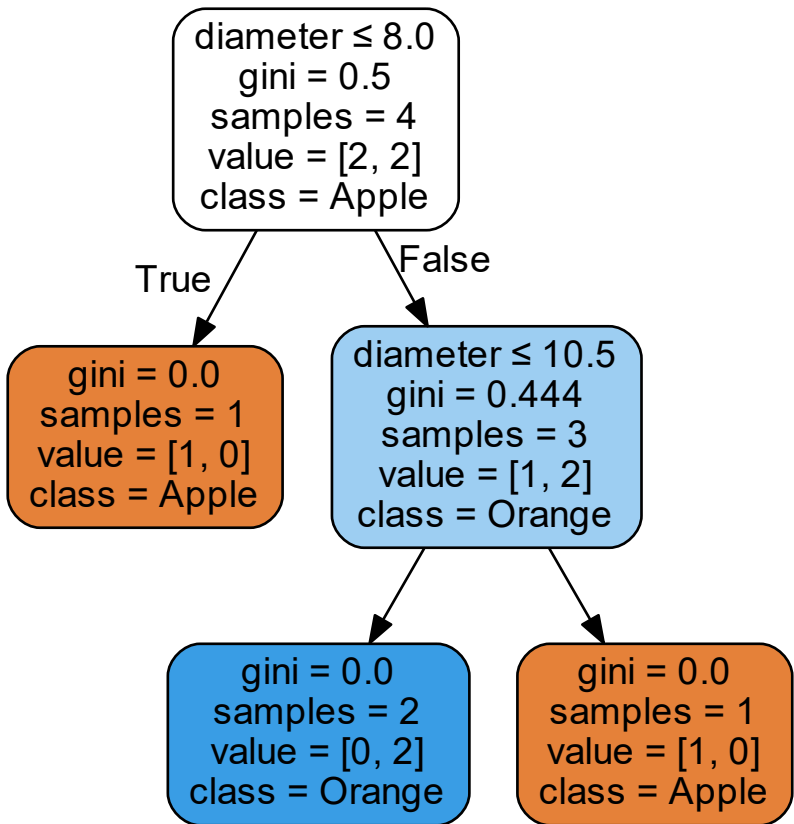 diameter ≤ 8.0
gini = 0.5
samples = 4
value = [2, 2]
class = Apple
True
False
gini = 0.0
samples = 1
value = [1, 0]
class = Apple
diameter ≤ 10.5
gini = 0.444
samples = 3
value = [1, 2]
class = Orange
gini = 0.0
samples = 2
value = [0, 2]
class = Orange
gini = 0.0
samples = 1
value = [1, 0]
class = Apple